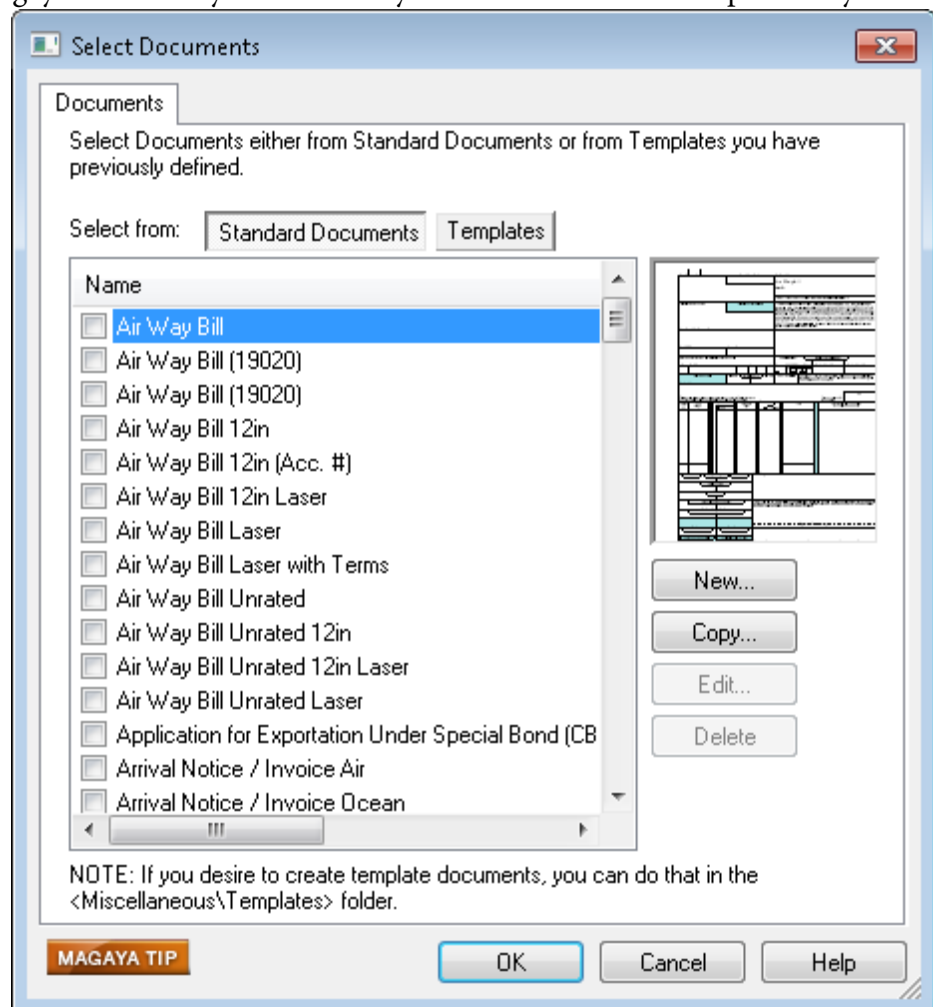 Select Documents
Documents
Select Documents either from Standard Documents or from Templates you have
previously defined.
Select from: Standard Documents Templates
Name
Air Way Bill
Air Way Bill (19020)
Air Way Bill (19020)
Air Way Bill 12in
Air Way Bill 12in (Acc. #)
Air Way Bill 12in Laser
Air Way Bill Laser
Air Way Bill Laser with Terms
Air Way Bill Unrated
Air Way Bill Unrated 12in
Air Way Bill Unrated 12in Laser
Air Way Bill Unrated Laser
Application for Exportation Under Special Bond (CB
Arrival Notice / Invoice Air
Arrival Notice / Invoice Ocean
New...
Copy...
Edit...
Delete
NOTE: If you desire to create template documents, you can do that in the
<Miscellaneous\Templates> folder.
MAGAYA TIP
OK Cancel Help